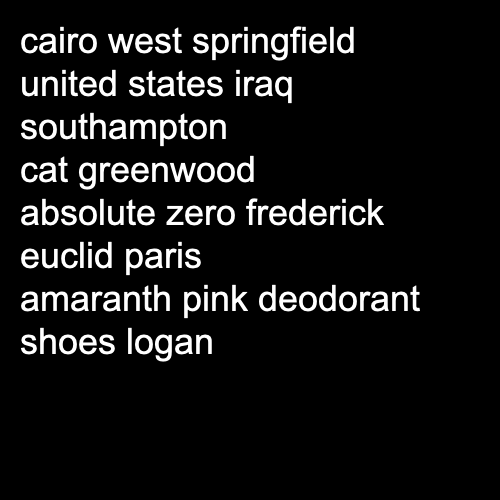 cairo west springfield
united states iraq
southampton
cat greenwood
absolute zero frederick
euclid paris
amaranth pink deodorant
shoes logan